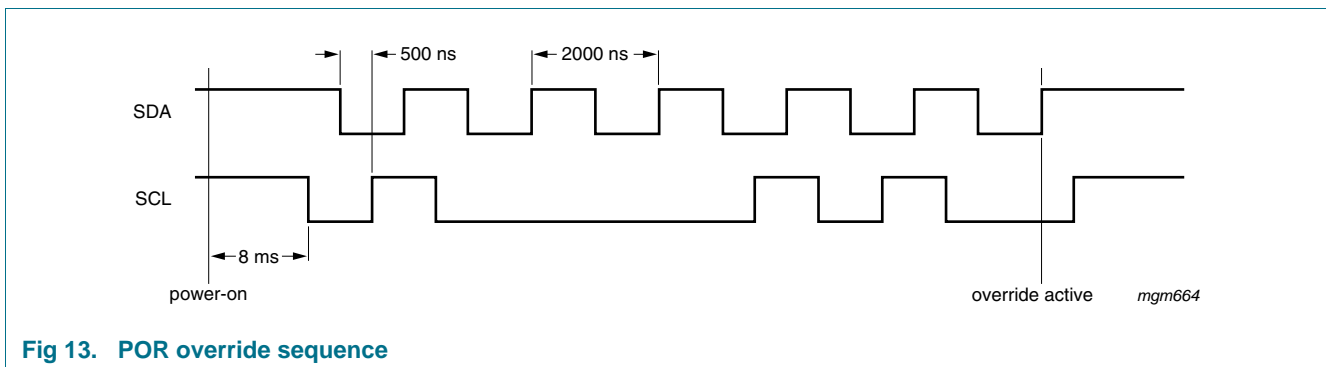 500 ns
2000 ns
SDA
SCL
8 ms
power-on
override active
mgm664
Fig 13. POR override sequence